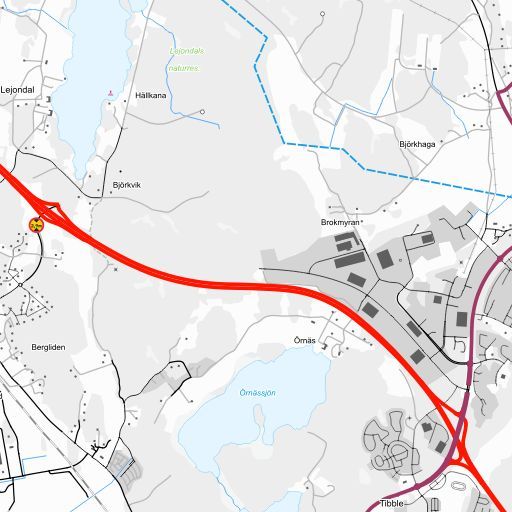 Lejondals
naturres.
Lejondal
Hällkana
Björkhaga
Björkvik
Brokmyran
Örnäs
Bergliden
Örnässjön
Tibble